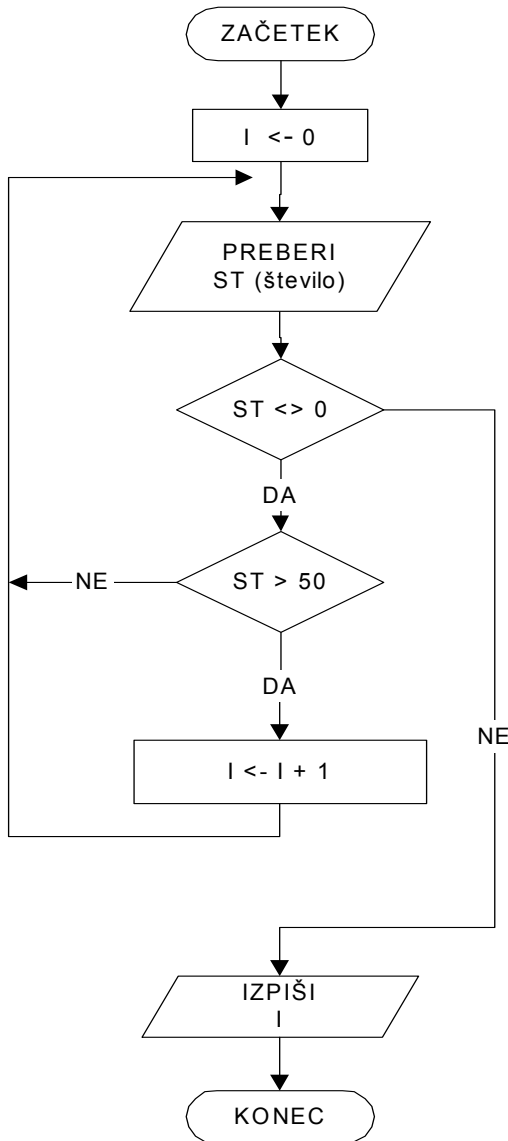 ZAČETEK
I <- 0
PREBERI
ST (število)
ST <> 0
DA
ST > 50
NE
DA
NE
I <- I + 1
IZPIŠI
I
KONEC